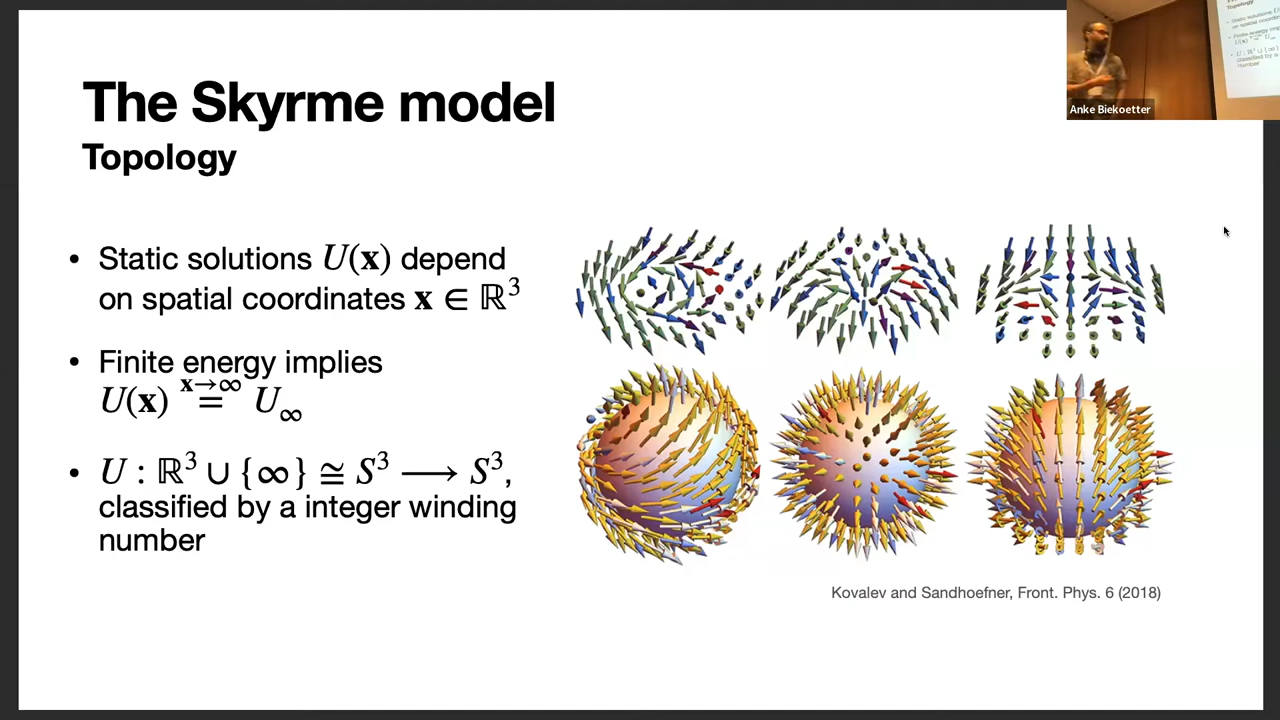 The Skyrme model
Topology
• Static solutions U(x) depend
on spatial coordinates x ∈ ℝ³
• Finite energy implies
U(x) =^{x→∞} U∞
• U : ℝ³ ∪ {∞} ≅ S³ ⟶ S³,
classified by a integer winding
number
Kovalev and Sandhoefner, Front. Phys. 6 (2018)
Anke Biekoetter
Topology